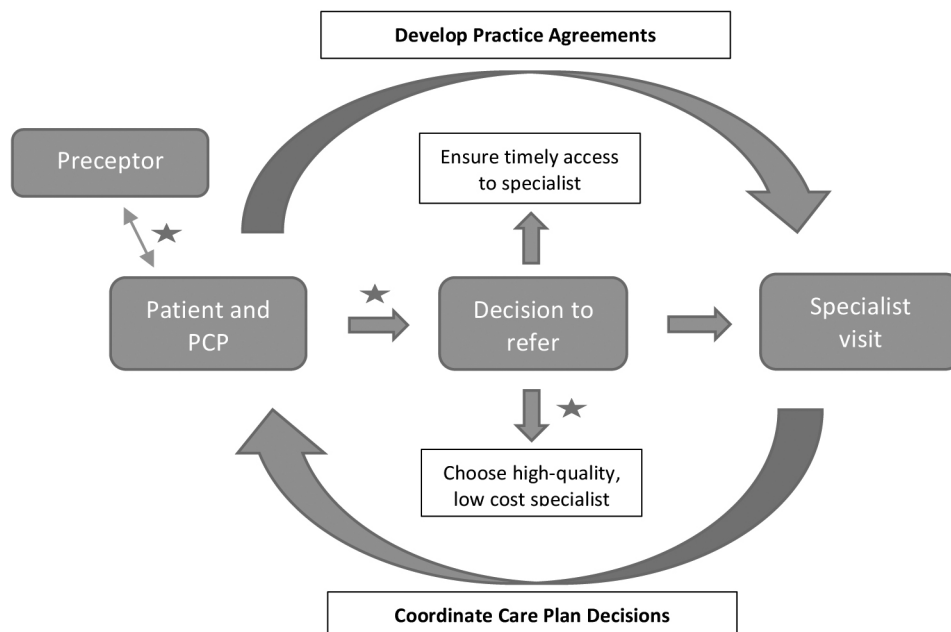 Develop Practice Agreements
Preceptor
Ensure timely access
to specialist
Patient and
PCP
Decision to
refer
Specialist
visit
Choose high-quality,
low cost specialist
Coordinate Care Plan Decisions